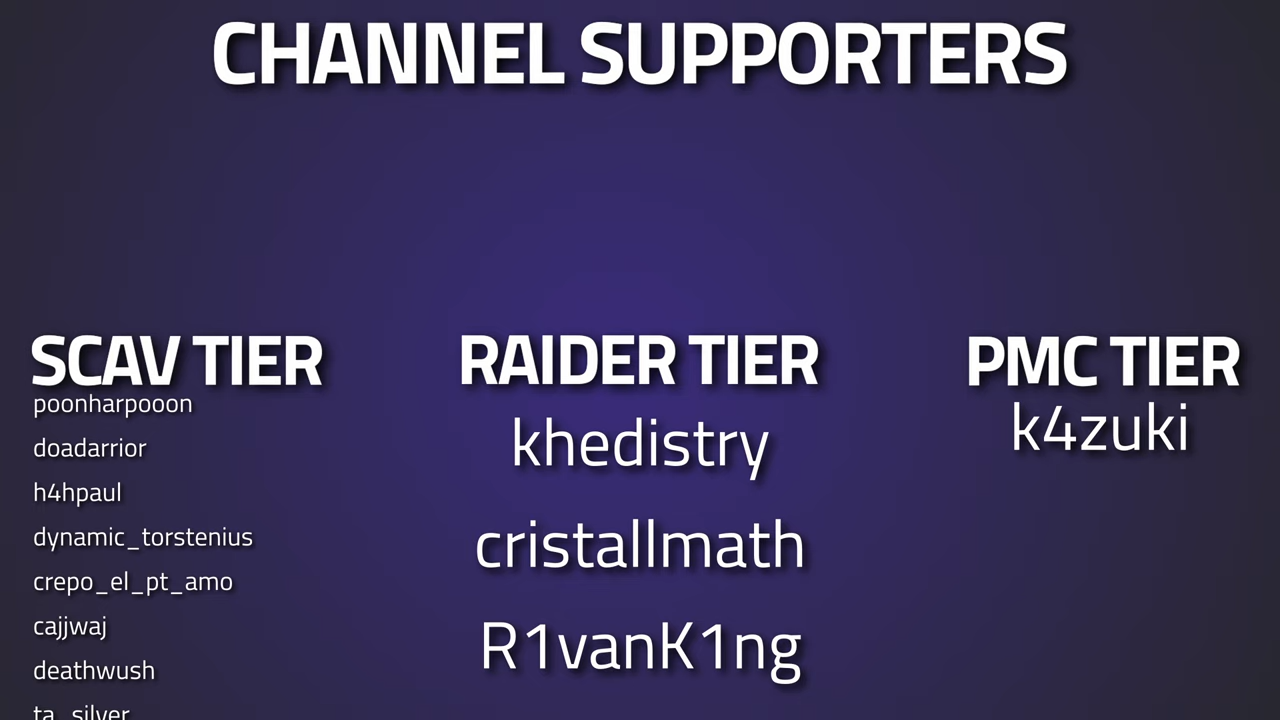 CHANNEL SUPPORTERS
SCAV TIER
poonharpooon
doadarrior
h4hpaul
dynamic_torstenius
crepo_el_pt_amo
cajjwaj
deathwush
ta_silver
RAIDER TIER
khedistry
cristallmath
R1vanK1ng
PMC TIER
k4zuki